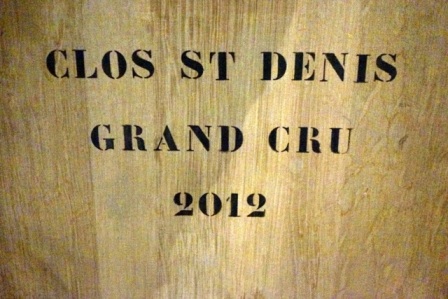 CLOS ST DENIS
GRAND CRU
2012